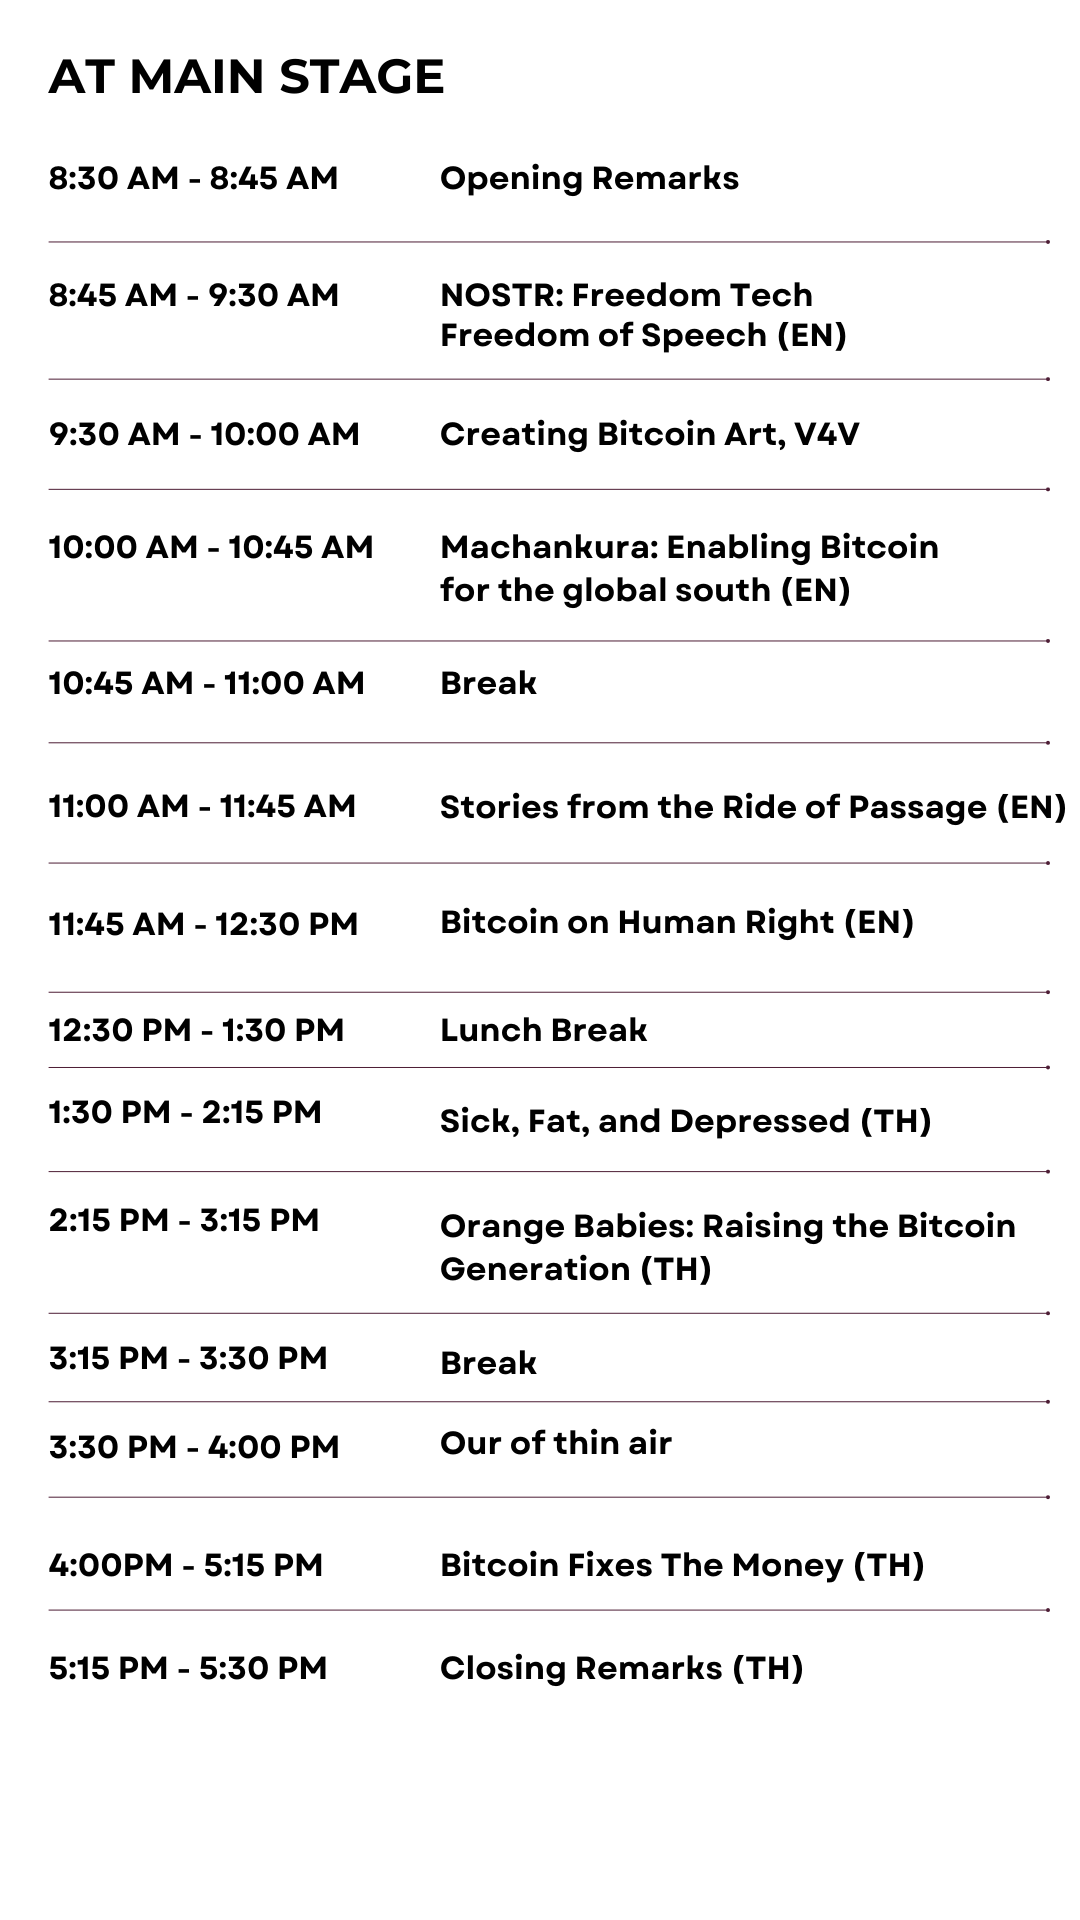 AT MAIN STAGE
8:30 AM - 8:45 AM Opening Remarks
8:45 AM - 9:30 AM NOSTR: Freedom Tech
Freedom of Speech (EN)
9:30 AM - 10:00 AM Creating Bitcoin Art, V4V
10:00 AM - 10:45 AM Machankura: Enabling Bitcoin
for the global south (EN)
10:45 AM - 11:00 AM Break
11:00 AM - 11:45 AM Stories from the Ride of Passage (EN)
11:45 AM - 12:30 PM Bitcoin on Human Right (EN)
12:30 PM - 1:30 PM Lunch Break
1:30 PM - 2:15 PM Sick, Fat, and Depressed (TH)
2:15 PM - 3:15 PM Orange Babies: Raising the Bitcoin
Generation (TH)
3:15 PM - 3:30 PM Break
3:30 PM - 4:00 PM Our of thin air
4:00PM - 5:15 PM Bitcoin Fixes The Money (TH)
5:15 PM - 5:30 PM Closing Remarks (TH)